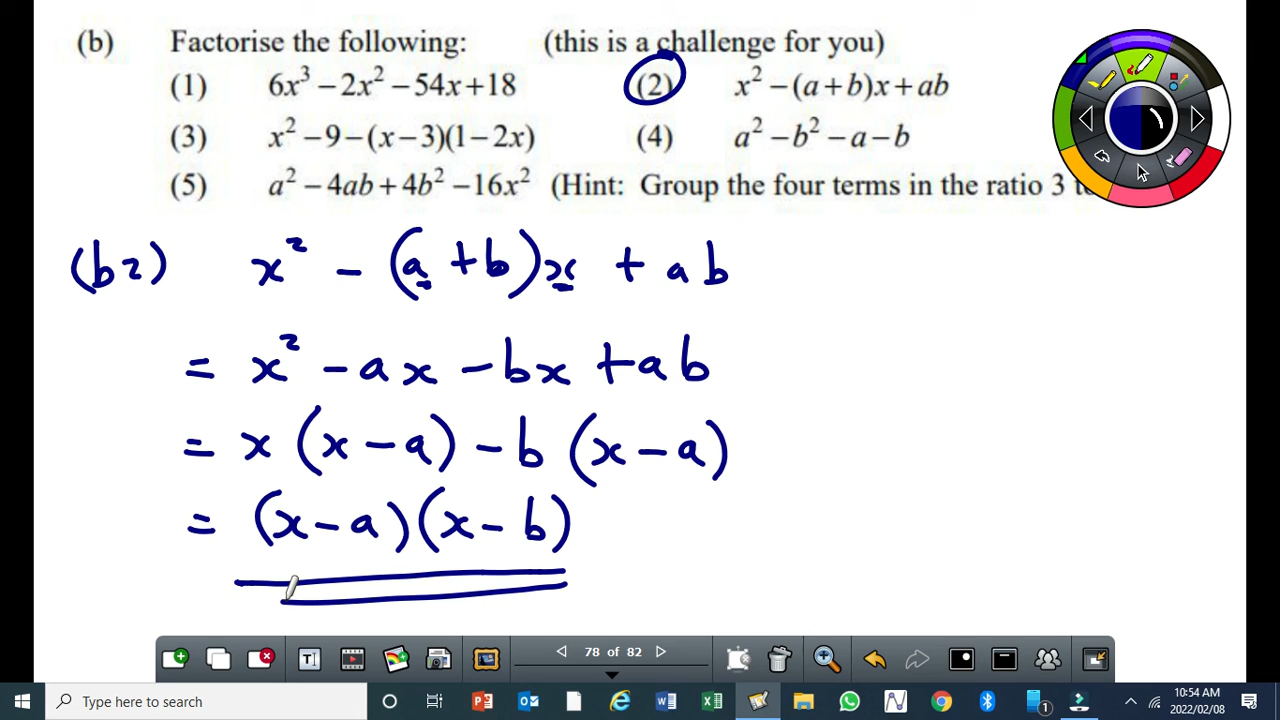 (b) Factorise the following: (this is a challenge for you)
(1) 6x³ − 2x² − 54x + 18 (2) x² − (a + b)x + ab
(3) x² − 9 − (x − 3)(1 − 2x) (4) a² − b² − a − b
(5) a² − 4ab + 4b² − 16x² (Hint: Group the four terms in the ratio 3
(b2) x² − (a + b)x + ab
= x² − ax − bx + ab
= x (x − a) − b (x − a)
= (x − a)(x − b)
78 of 82
Type here to search
1
10:54 AM
2022/02/08